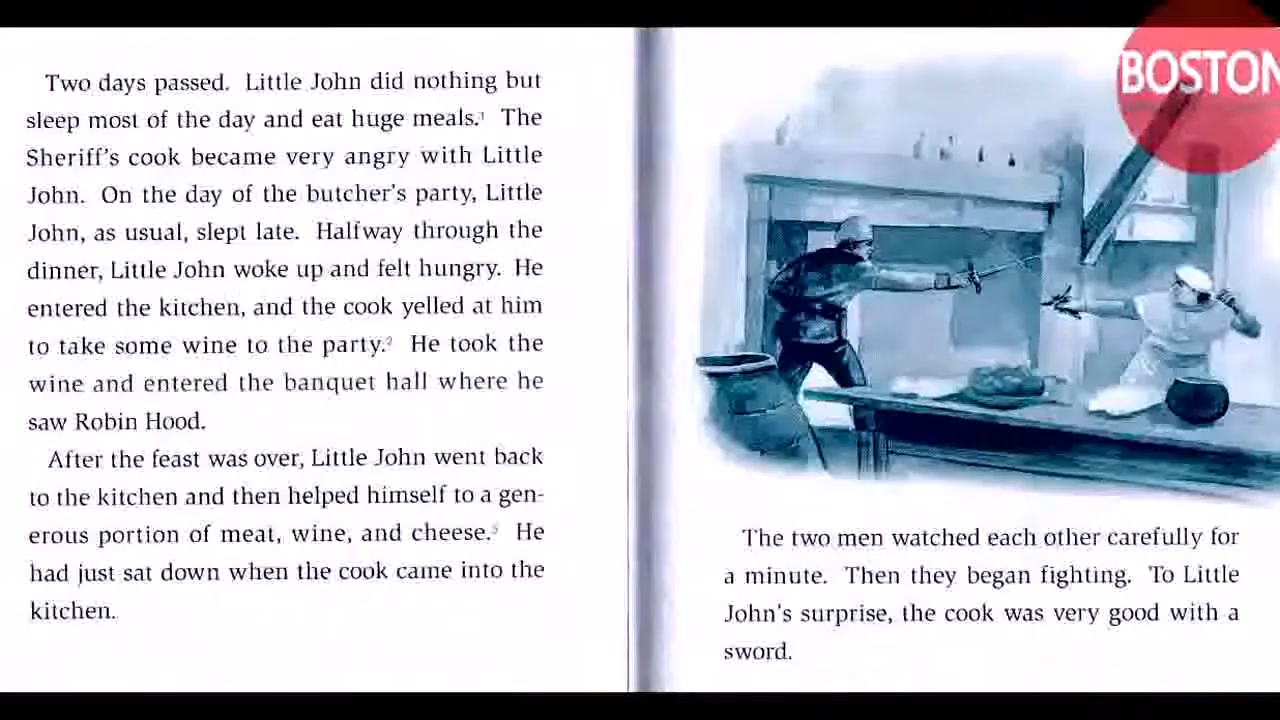 Two days passed. Little John did nothing but
sleep most of the day and eat huge meals.¹ The
Sheriff's cook became very angry with Little
John. On the day of the butcher's party, Little
John, as usual, slept late. Halfway through the
dinner, Little John woke up and felt hungry. He
entered the kitchen, and the cook yelled at him
to take some wine to the party.² He took the
wine and entered the banquet hall where he
saw Robin Hood.
After the feast was over, Little John went back
to the kitchen and then helped himself to a gen-
erous portion of meat, wine, and cheese.³ He
had just sat down when the cook came into the
kitchen.
BOSTON
The two men watched each other carefully for
a minute. Then they began fighting. To Little
John's surprise, the cook was very good with a
sword.